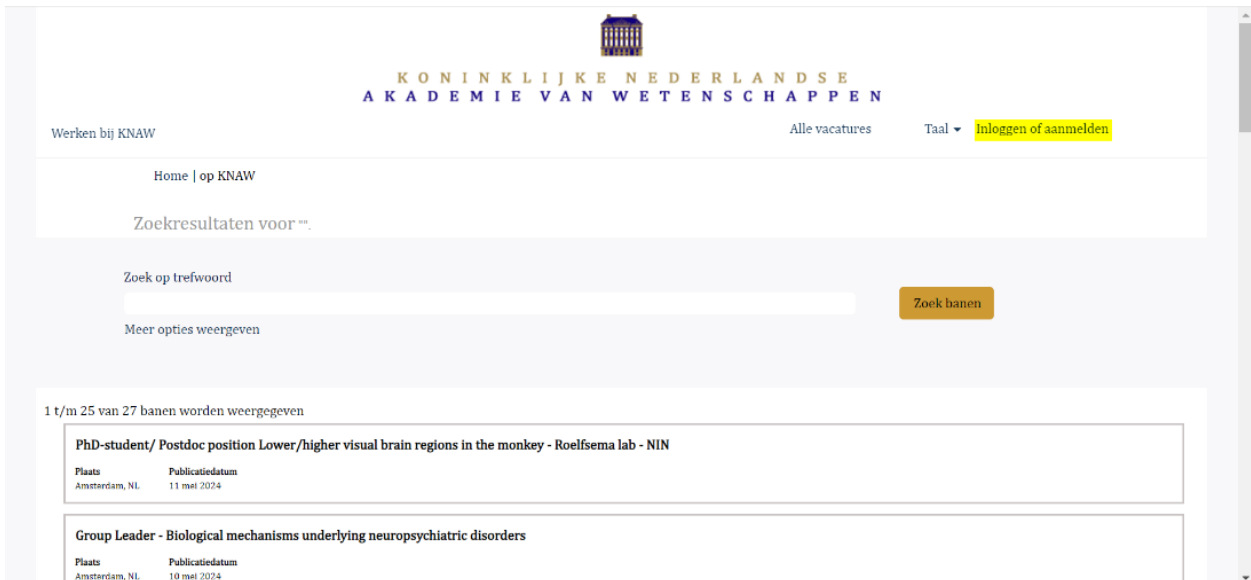 KONINKLIJKE NEDERLANDSE
AKADEMIE VAN WETENSCHAPPEN
Werken bij KNAW
Alle vacatures
Taal
Inloggen of aanmelden
Home | op KNAW
Zoekresultaten voor "".
Zoek op trefwoord
Zoek banen
Meer opties weergeven
1 t/m 25 van 27 banen worden weergegeven
PhD-student/ Postdoc position Lower/higher visual brain regions in the monkey - Roelfsema lab - NIN
Plaats Publicatiedatum
Amsterdam, NL 11 mei 2024
Group Leader - Biological mechanisms underlying neuropsychiatric disorders
Plaats Publicatiedatum
Amsterdam, NL 10 mei 2024